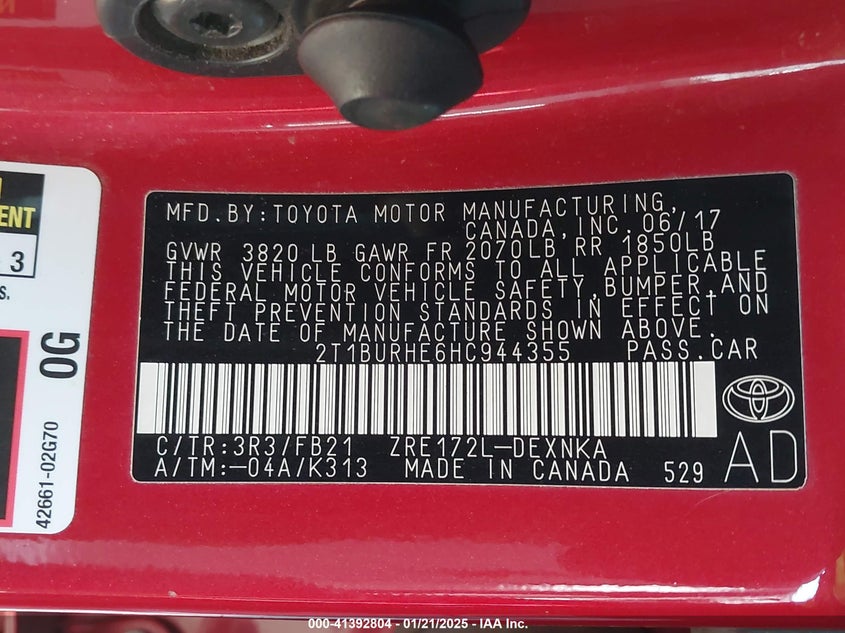 MFD.BY:TOYOTA MOTOR MANUFACTURING,
CANADA,INC. 06/17
GVWR 3820 LB GAWR FR 2070LB,RR 1850LB
THIS VEHICLE CONFORMS TO ALL APPLICABLE
FEDERAL MOTOR VEHICLE SAFETY,BUMPER,AND
THEFT PREVENTION STANDARDS IN EFFECT ON
THE DATE OF MANUFACTURE SHOWN ABOVE.
2T1BURHE6HC944355 PASS.CAR
C/TR:3R3/FB21 ZRE172L-DEXNKA
A/TM:-04A/K313 MADE IN CANADA 529
AD
ENT
3
S.
OG
42661-02G70
000-41392804 - 01/21/2025 - IAA Inc.